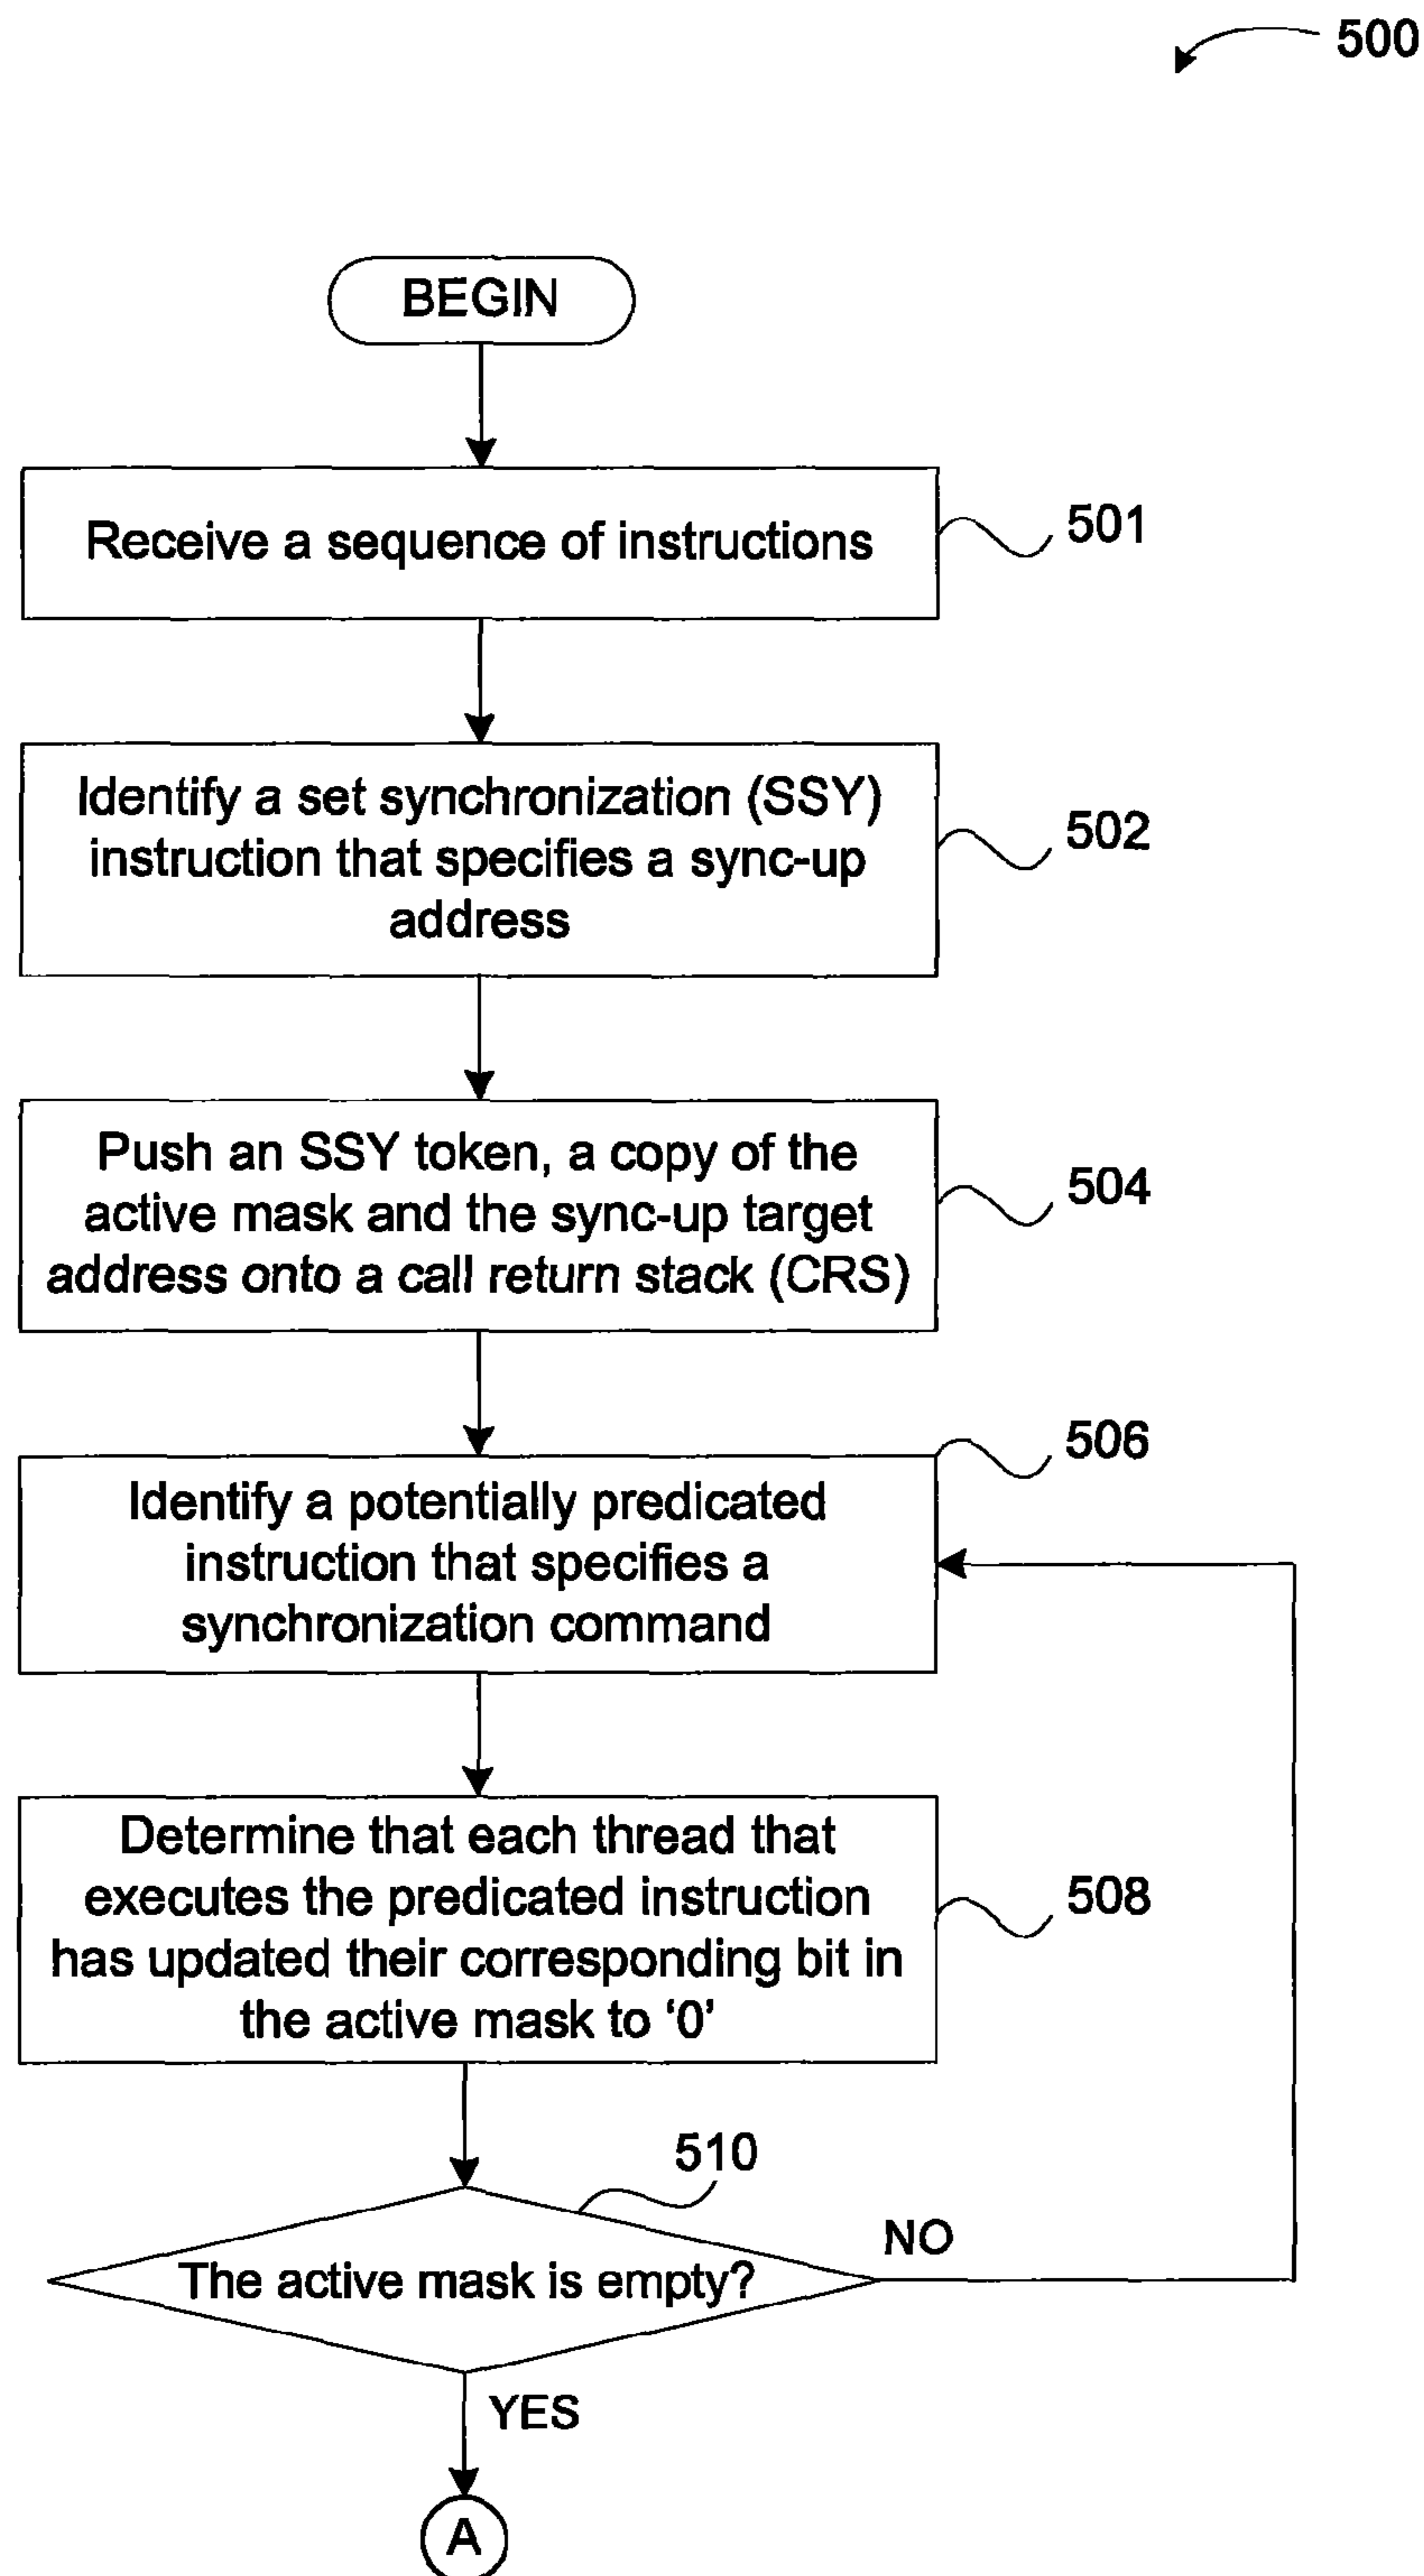 500
BEGIN
Receive a sequence of instructions
501
Identify a set synchronization (SSY)
instruction that specifies a sync-up
address
502
Push an SSY token, a copy of the
active mask and the sync-up target
address onto a call return stack (CRS)
504
506
Identify a potentially predicated
instruction that specifies a
synchronization command
Determine that each thread that
executes the predicated instruction
has updated their corresponding bit in
the active mask to ‘0’
508
510
The active mask is empty?
NO
YES
A